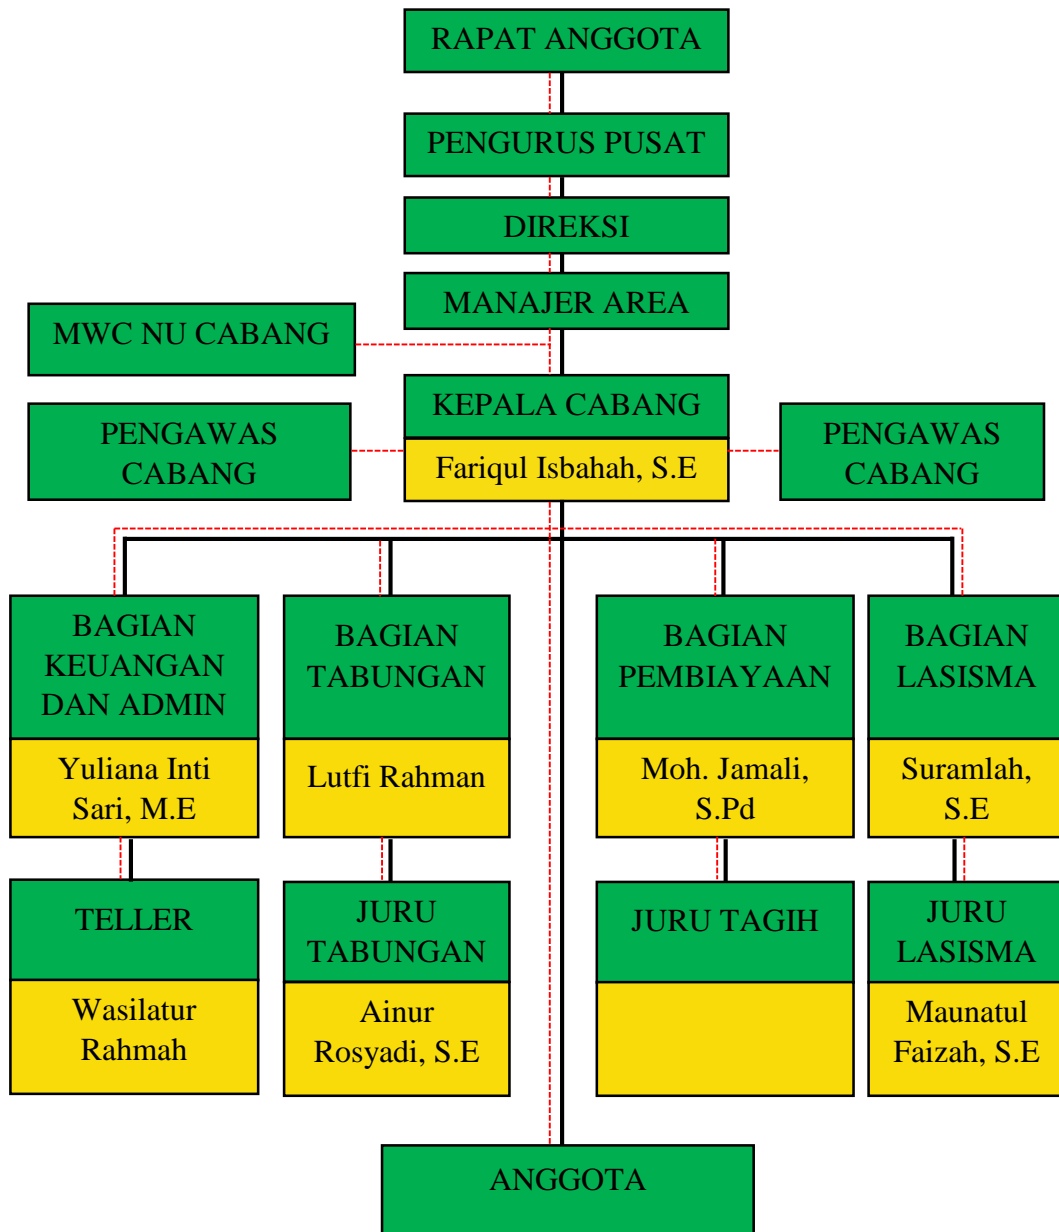 RAPAT ANGGOTA
PENGURUS PUSAT
DIREKSI
MANAJER AREA
MWC NU CABANG
KEPALA CABANG
Fariqul Isbahah, S.E
PENGAWAS
CABANG
PENGAWAS
CABANG
BAGIAN
KEUANGAN
DAN ADMIN
Yuliana Inti
Sari, M.E
BAGIAN
TABUNGAN
Lutfi Rahman
BAGIAN
PEMBIAYAAN
Moh. Jamali,
S.Pd
BAGIAN
LASISMA
Suramlah,
S.E
TELLER
Wasilatur
Rahmah
JURU
TABUNGAN
Ainur
Rosyadi, S.E
JURU TAGIH
JURU
LASISMA
Maunatul
Faizah, S.E
ANGGOTA